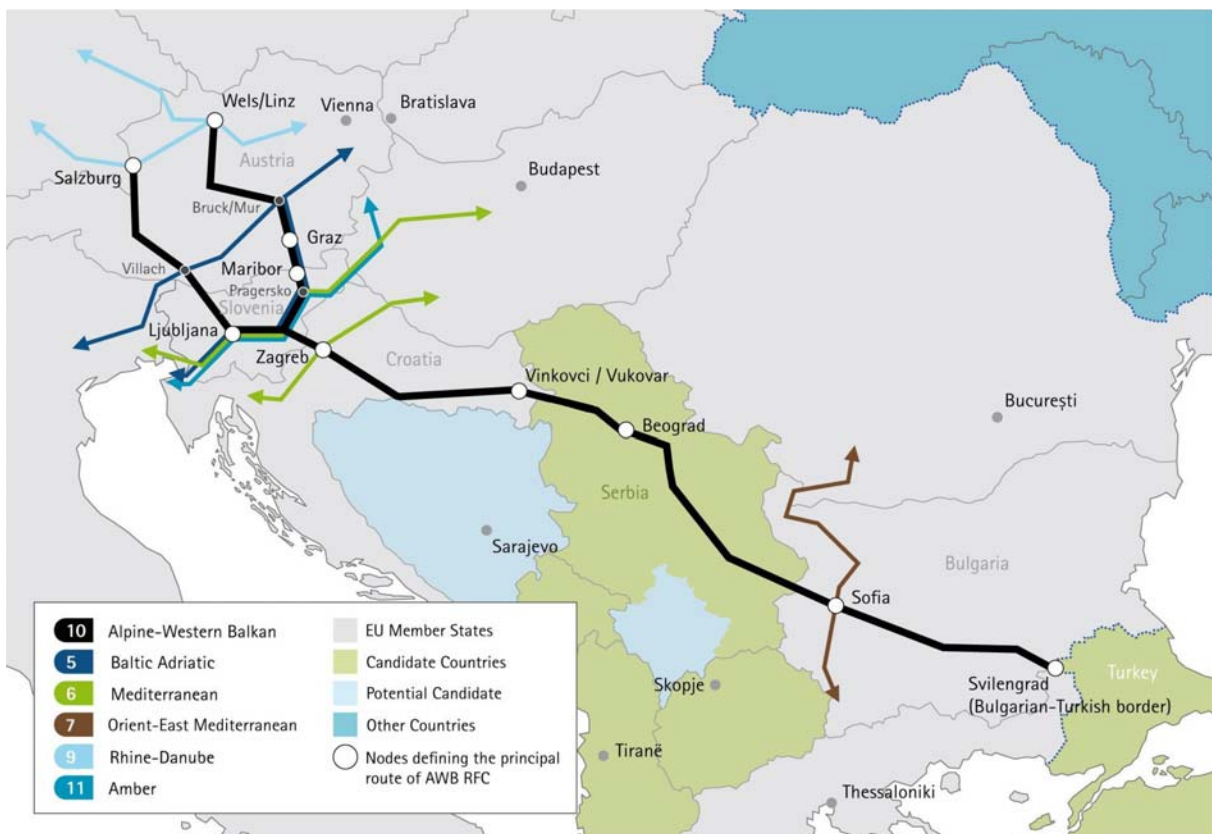 Wels/Linz
Vienna
Bratislava
Austria
Salzburg
Budapest
Bruck/Mur
Graz
Villach
Maribor
Pragersko
Slovenia
Ljubljana
Zagreb
Croatia
Vinkovci / Vukovar
București
Beograd
Serbia
Sarajevo
Bulgaria
Sofia
Skopje
Turkey
Svilengrad
(Bulgarian-Turkish border)
Tiranë
Thessaloniki
10 Alpine-Western Balkan
5 Baltic Adriatic
6 Mediterranean
7 Orient-East Mediterranean
9 Rhine-Danube
11 Amber
EU Member States
Candidate Countries
Potential Candidate
Other Countries
Nodes defining the principal
route of AWB RFC